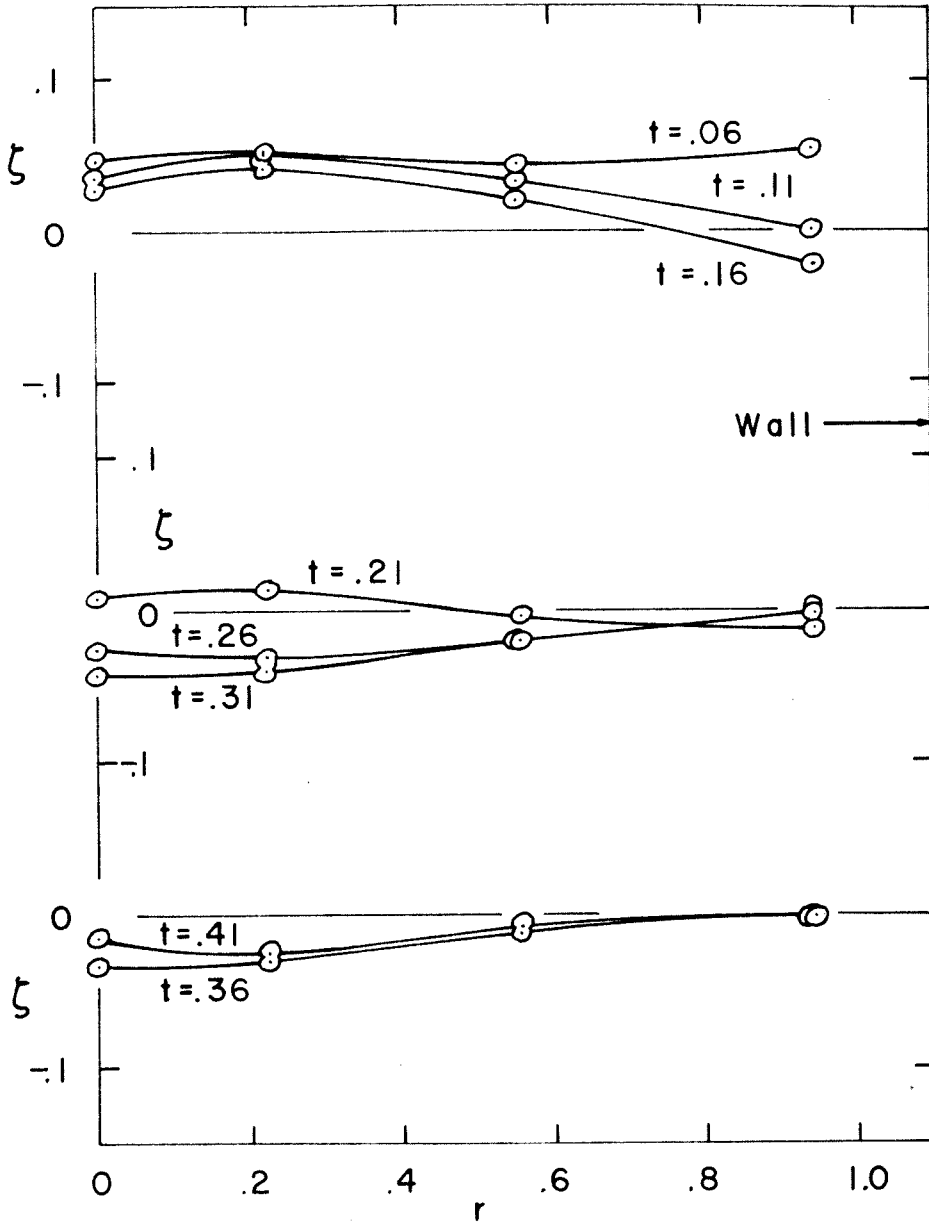 .1
ζ
t = .06
t = .11
0
t = .16
-.1
Wall
.1
ζ
t = .21
0
t = .26
t = .31
-.1
0
t = .41
t = .36
ζ
-.1
0 .2 .4 .6 .8 1.0
r